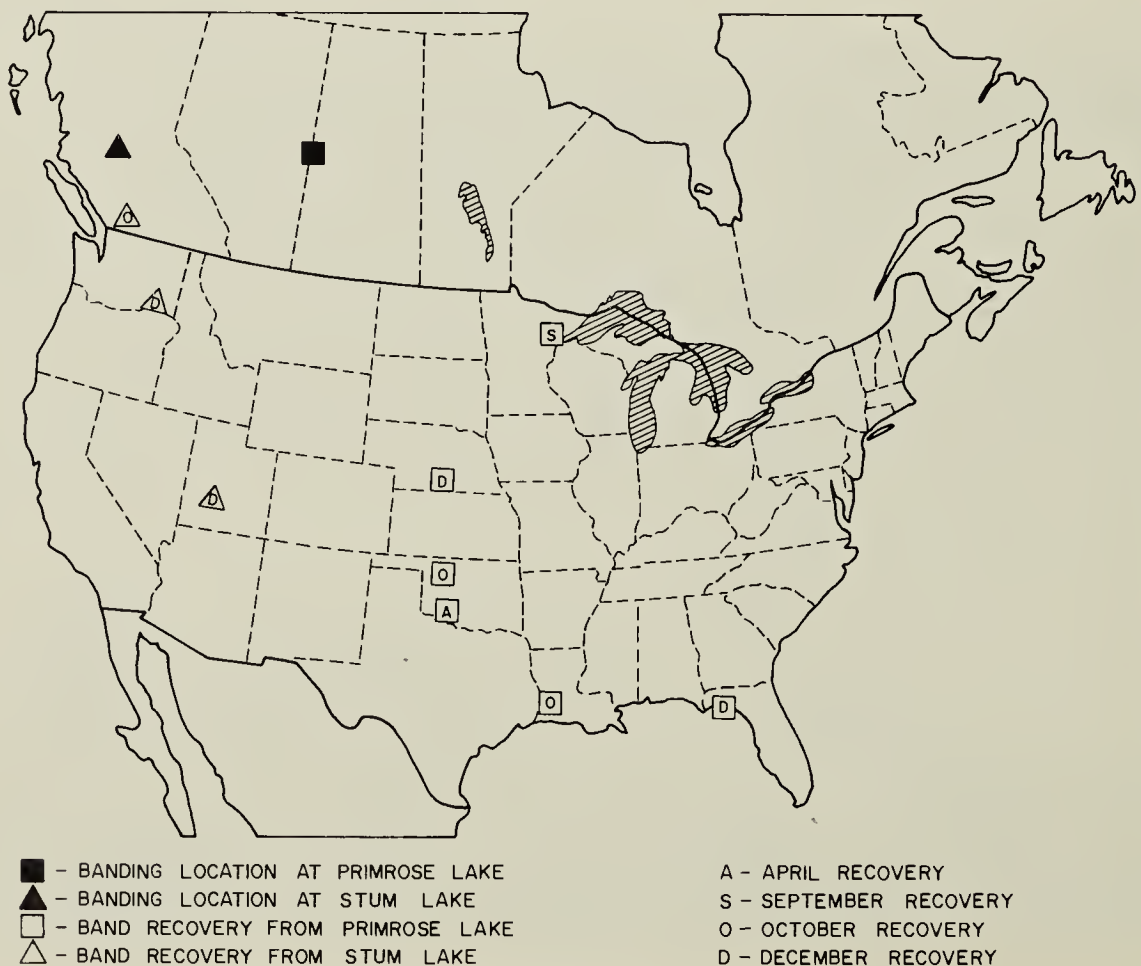 O
D
D
S
D
O
A
O
D
■ – BANDING LOCATION AT PRIMROSE LAKE
▲ – BANDING LOCATION AT STUM LAKE
□ – BAND RECOVERY FROM PRIMROSE LAKE
△ – BAND RECOVERY FROM STUM LAKE
A – APRIL RECOVERY
S – SEPTEMBER RECOVERY
O – OCTOBER RECOVERY
D – DECEMBER RECOVERY